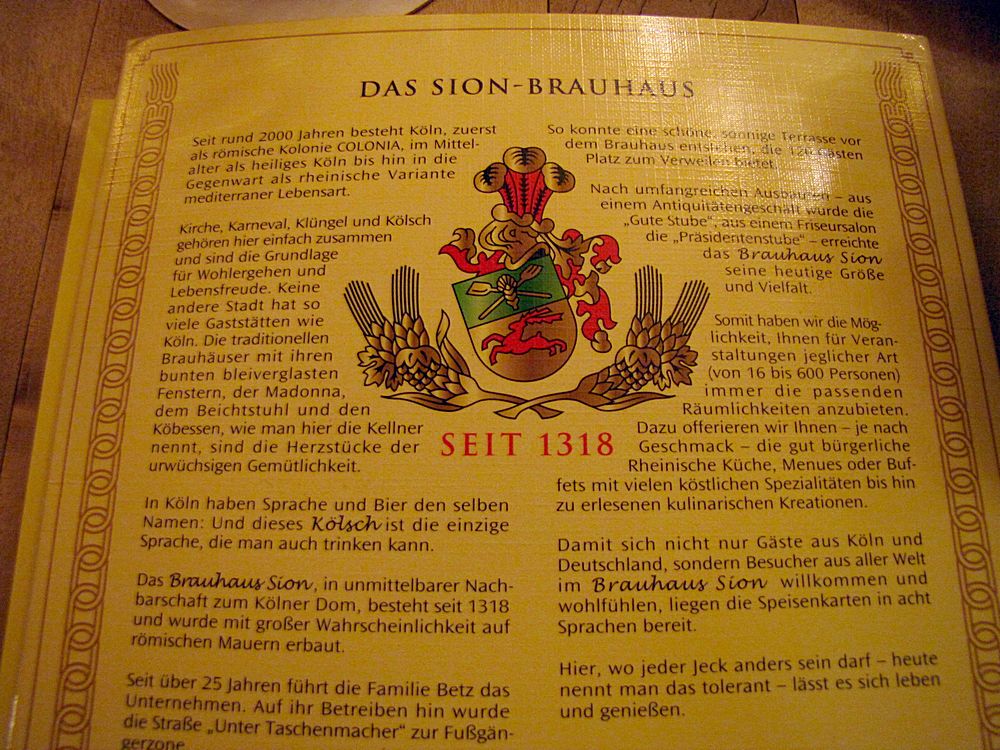 DAS SION-BRAUHAUS
Seit rund 2000 Jahren besteht Köln, zuerst
als römische Kolonie COLONIA, im Mittel-
alter als heiliges Köln bis hin in die
Gegenwart als rheinische Variante
mediterraner Lebensart.
Kirche, Karneval, Klüngel und Kölsch
gehören hier einfach zusammen
und sind die Grundlage
für Wohlergehen und
Lebensfreude. Keine
andere Stadt hat so
viele Gaststätten wie
Köln. Die traditionellen
Brauhäuser mit ihren
bunten bleiverglasten
Fenstern, der Madonna,
dem Beichtstuhl und den
Köbessen, wie man hier die Kellner
nennt, sind die Herzstücke der
urwüchsigen Gemütlichkeit.
In Köln haben Sprache und Bier den selben
Namen: Und dieses Kölsch ist die einzige
Sprache, die man auch trinken kann.
Das Brauhaus Sion, in unmittelbarer Nach-
barschaft zum Kölner Dom, besteht seit 1318
und wurde mit großer Wahrscheinlichkeit auf
römischen Mauern erbaut.
Seit über 25 Jahren führt die Familie Betz das
Unternehmen. Auf ihr Betreiben hin wurde
die Straße „Unter Taschenmacher" zur Fußgän-
gerzone
SEIT 1318
So konnte eine schöne, sonnige Terrasse vor
dem Brauhaus entstehen, die 120 Gästen
Platz zum Verweilen bietet.
Nach umfangreichen Ausbauten – aus
einem Antiquitätengeschäft wurde die
„Gute Stube", aus einem Friseursalon
die „Präsidentenstube" – erreichte
das Brauhaus Sion
seine heutige Größe
und Vielfalt.
Somit haben wir die Mög-
lichkeit, Ihnen für Veran-
staltungen jeglicher Art
(von 16 bis 600 Personen)
immer die passenden
Räumlichkeiten anzubieten.
Dazu offerieren wir Ihnen – je nach
Geschmack – die gut bürgerliche
Rheinische Küche, Menues oder Buf-
fets mit vielen köstlichen Spezialitäten bis hin
zu erlesenen kulinarischen Kreationen.
Damit sich nicht nur Gäste aus Köln und
Deutschland, sondern Besucher aus aller Welt
im Brauhaus Sion willkommen und
wohlfühlen, liegen die Speisenkarten in acht
Sprachen bereit.
Hier, wo jeder Jeck anders sein darf – heute
nennt man das tolerant – lässt es sich leben
und genießen.